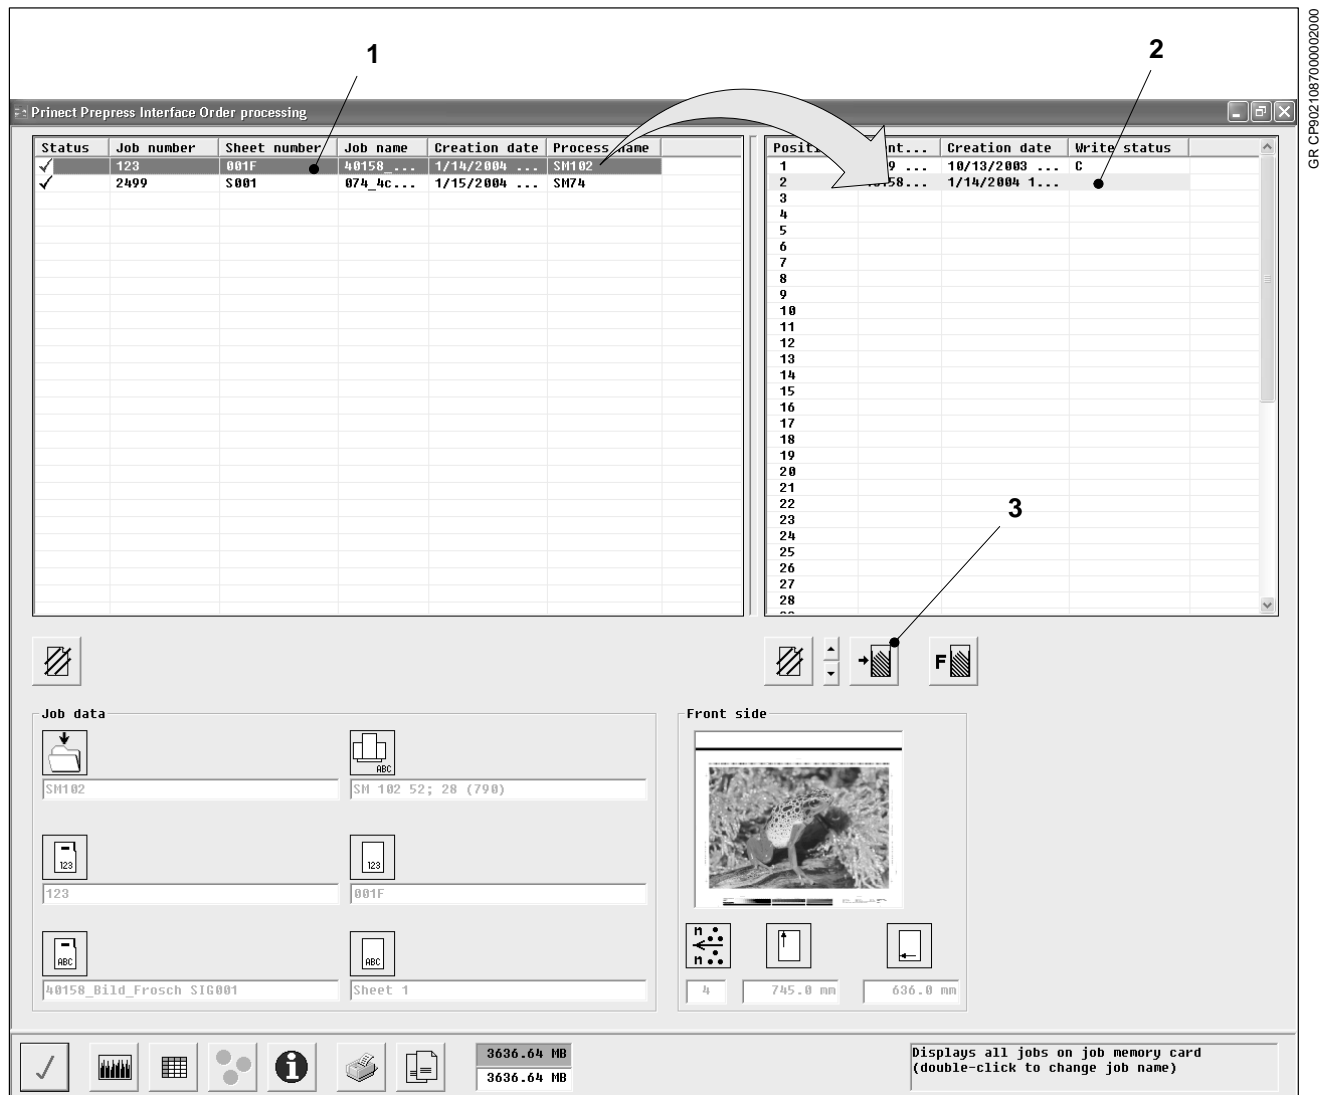 GR CP9021087000002000
1
2
Prinect Prepress Interface Order processing
Status Job number Sheet number Job name Creation date Process name
123 001F 40158_... 1/14/2004 ... SM102
2499 S001 074_4c... 1/15/2004 ... SM74
Creation date Write status
1 9 ... 10/13/2003 ... C
2 1/14/2004 1...
3
4
5
6
7
8
9
10
11
12
13
14
15
16
17
18
19
20
21
22
23
24
25
26
27
28
3
F
Job data
ABC
SM102
SM 102 52; 28 (790)
123
123
123
001F
ABC
ABC
40158_Bild_Frosch SIG001
Sheet 1
Front side
n
n
4
745.0 mm
636.0 mm
3636.64 MB
3636.64 MB
Displays all jobs on job memory card
(double-click to change job name)